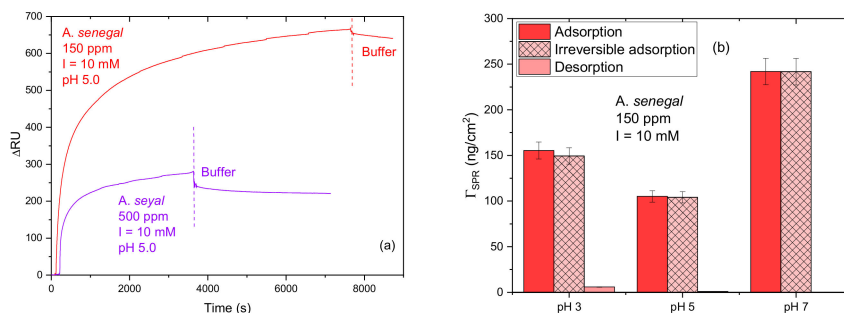 700
600
500
400
300
200
100
0
ΔRU
A. senegal
150 ppm
I = 10 mM
pH 5.0
Buffer
Buffer
A. seyal
500 ppm
I = 10 mM
pH 5.0
(a)
0 2000 4000 6000 8000
Time (s)
300
250
200
150
100
50
0
ΓSPR (ng/cm²)
Adsorption
Irreversible adsorption
Desorption
(b)
A. senegal
150 ppm
I = 10 mM
pH 3 pH 5 pH 7